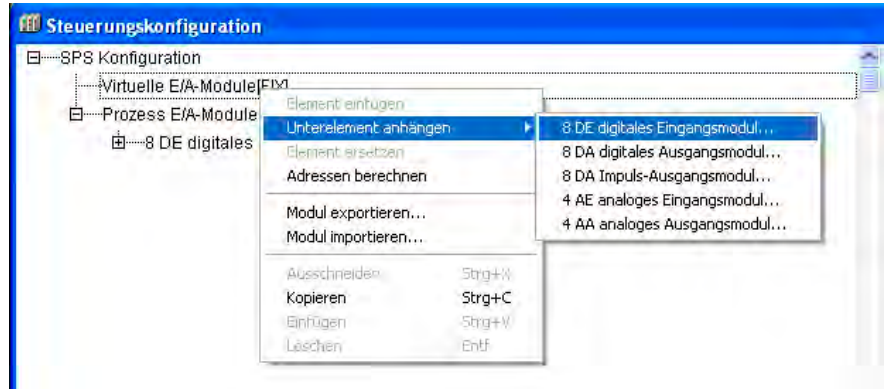 Steuerungskonfiguration
SPS Konfiguration
Virtuelle E/A-Module[FIX]
Prozess E/A-Module
8 DE digitales
Element einfügen
Unterelement anhängen
Element ersetzen
Adressen berechnen
Modul exportieren...
Modul importieren...
Ausschneiden Strg+X
Kopieren Strg+C
Einfügen Strg+V
Löschen Entf
8 DE digitales Eingangsmodul...
8 DA digitales Ausgangsmodul...
8 DA Impuls-Ausgangsmodul...
4 AE analoges Eingangsmodul...
4 AA analoges Ausgangsmodul...